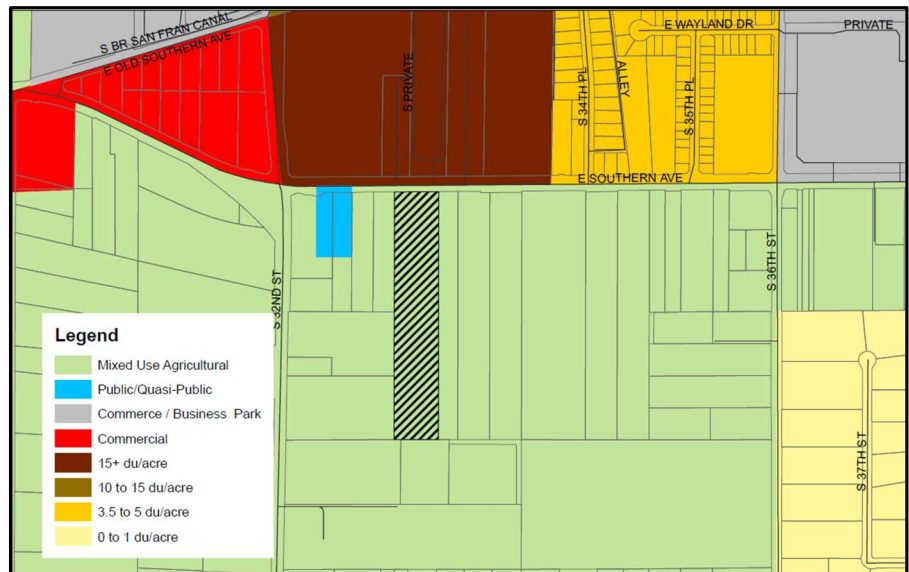 S BR SAN FRAN CANAL
E OLD SOUTHERN AVE
S PRIVATE
S 34TH PL
ALLEY
E WAYLAND DR
S 35TH PL
PRIVATE
E SOUTHERN AVE
S 32ND ST
S 36TH ST
S 37TH ST
Legend
Mixed Use Agricultural
Public/Quasi-Public
Commerce / Business Park
Commercial
15+ du/acre
10 to 15 du/acre
3.5 to 5 du/acre
0 to 1 du/acre